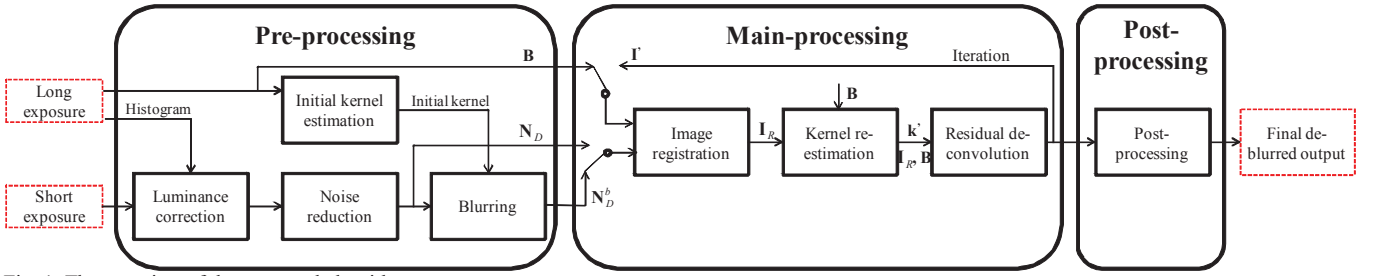 Pre-processing
Main-processing
Post-
processing
B
I'
Iteration
Long
exposure
Histogram
Initial kernel
estimation
Initial kernel
N_D
B
Image
registration
I_R
Kernel re-
estimation
k'
I_R, B
Residual de-
convolution
Post-
processing
Final de-
blurred output
Short
exposure
Luminance
correction
Noise
reduction
Blurring
N_D^b